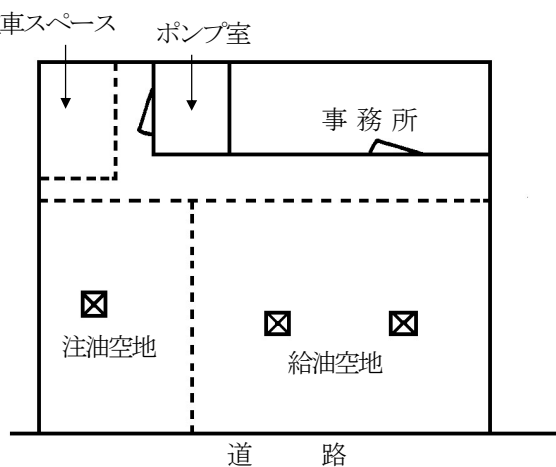 車スペース
ポンプ室
事 務 所
注油空地
給油空地
道 路